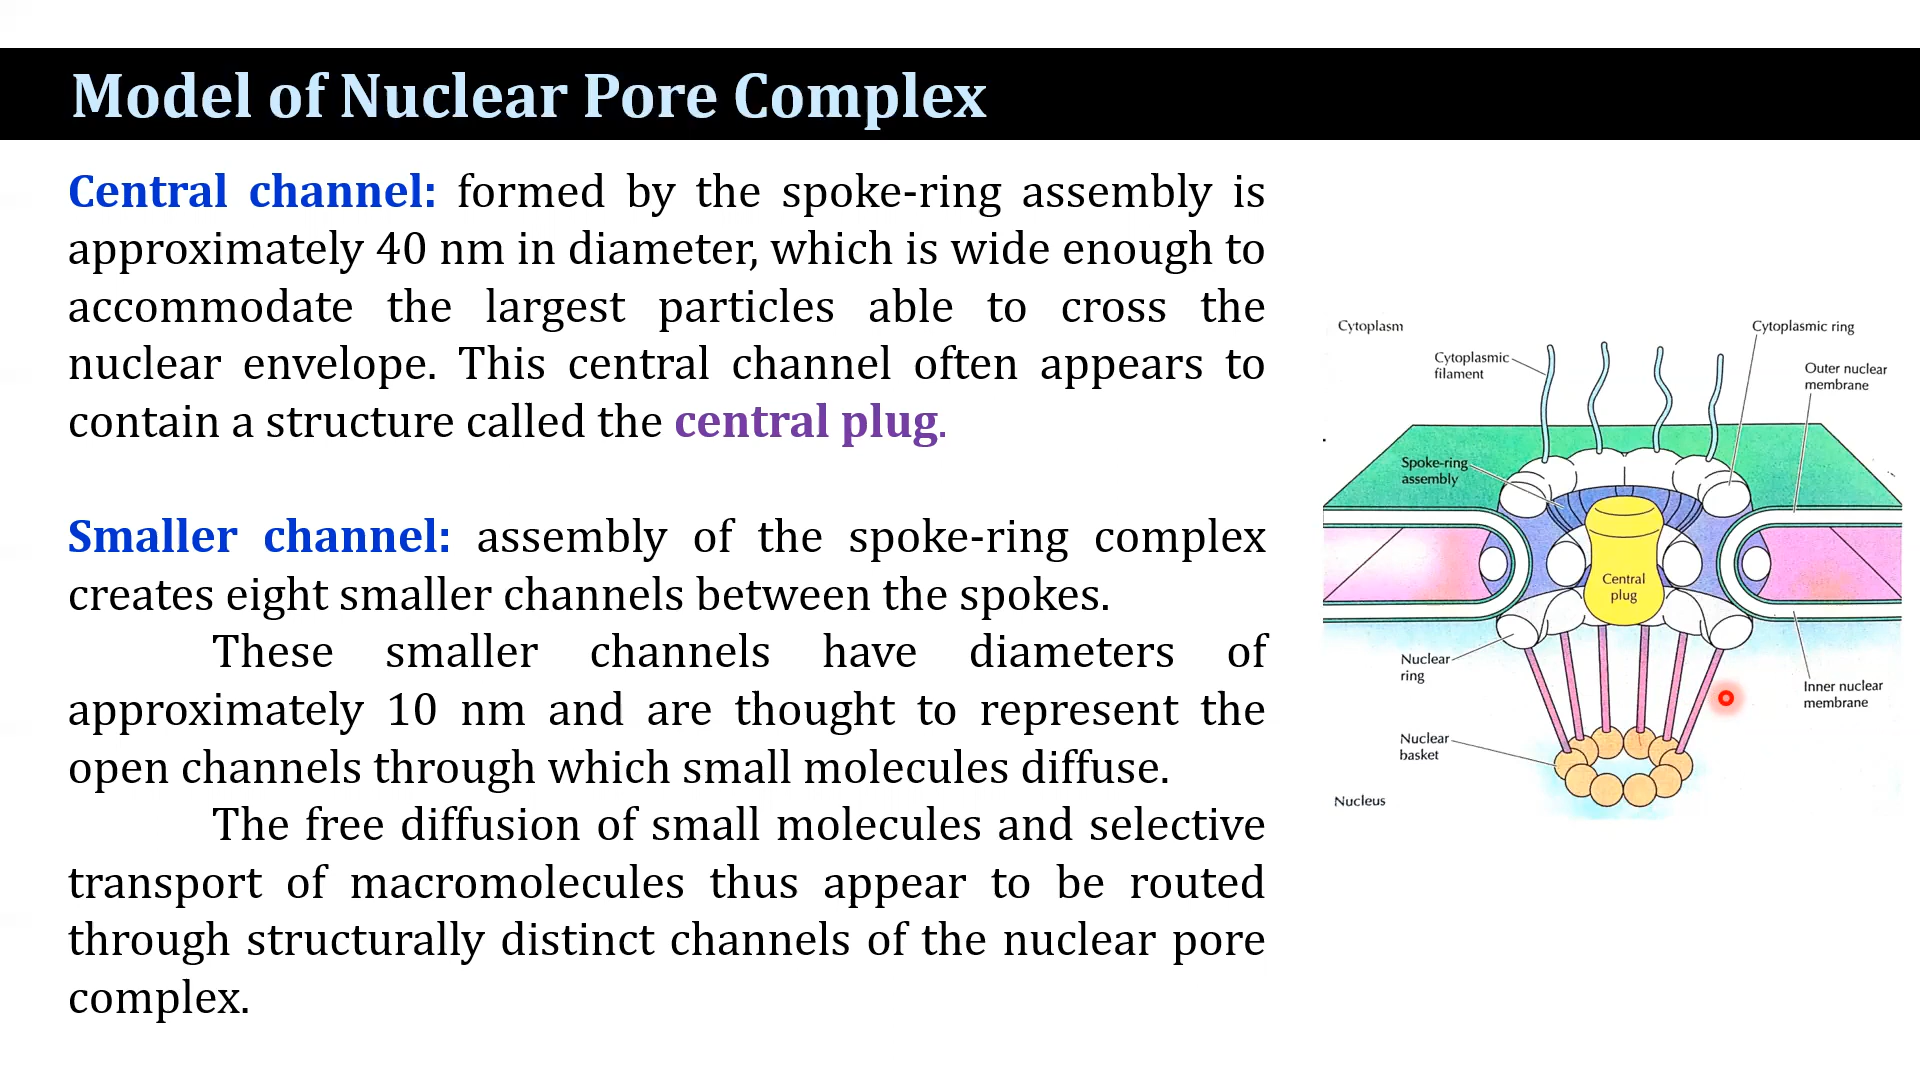 Model of Nuclear Pore Complex
Central channel: formed by the spoke-ring assembly is
approximately 40 nm in diameter, which is wide enough to
accommodate the largest particles able to cross the
nuclear envelope. This central channel often appears to
contain a structure called the central plug.
Smaller channel: assembly of the spoke-ring complex
creates eight smaller channels between the spokes.
These smaller channels have diameters of
approximately 10 nm and are thought to represent the
open channels through which small molecules diffuse.
The free diffusion of small molecules and selective
transport of macromolecules thus appear to be routed
through structurally distinct channels of the nuclear pore
complex.
Cytoplasm
Cytoplasmic ring
Cytoplasmic
filament
Outer nuclear
membrane
Spoke-ring
assembly
Central
plug
Nuclear
ring
Inner nuclear
membrane
Nuclear
basket
Nucleus